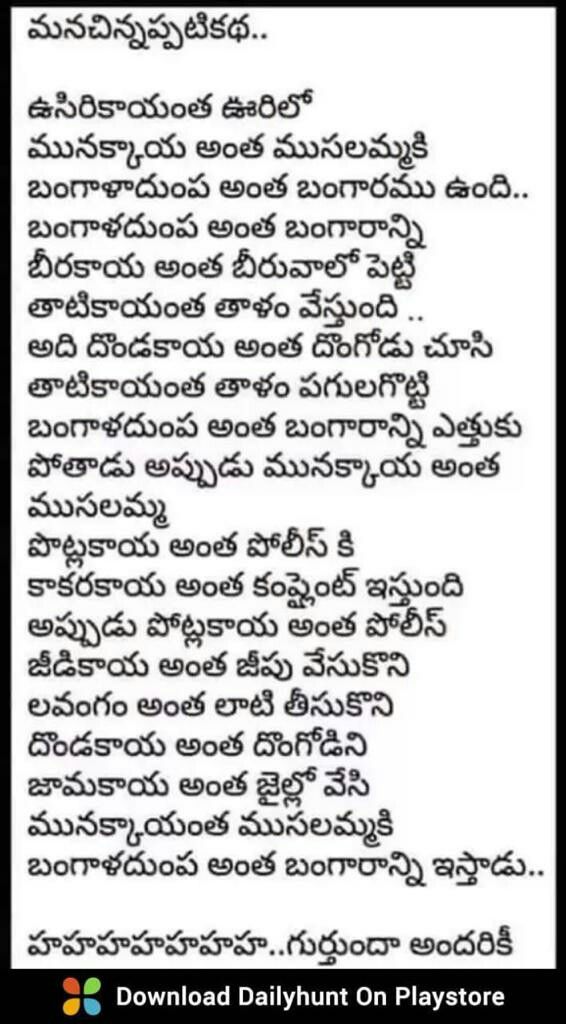 మనచిన్నప్పటికథ..
ఉసిరికాయంత ఊరిలో
మునక్కాయ అంత ముసలమ్మకి
బంగాళాదుంప అంత బంగారము ఉంది..
బంగాళదుంప అంత బంగారాన్ని
బీరకాయ అంత బీరువాలో పెట్టి
తాటికాయంత తాళం వేస్తుంది ..
అది దొండకాయ అంత దొంగోడు చూసి
తాటికాయంత తాళం పగులగొట్టి
బంగాళదుంప అంత బంగారాన్ని ఎత్తుకు
పోతాడు అప్పుడు మునక్కాయ అంత
ముసలమ్మ
పొట్లకాయ అంత పోలీస్ కి
కాకరకాయ అంత కంప్లైంట్ ఇస్తుంది
అప్పుడు పోట్లకాయ అంత పోలీస్
జీడికాయ అంత జీపు వేసుకొని
లవంగం అంత లాటి తీసుకొని
దొండకాయ అంత దొంగోడిని
జామకాయ అంత జైల్లో వేసి
మునక్కాయంత ముసలమ్మకి
బంగాళదుంప అంత బంగారాన్ని ఇస్తాడు..
హహహహహహహ..గుర్తుందా అందరికీ
Download Dailyhunt On Playstore